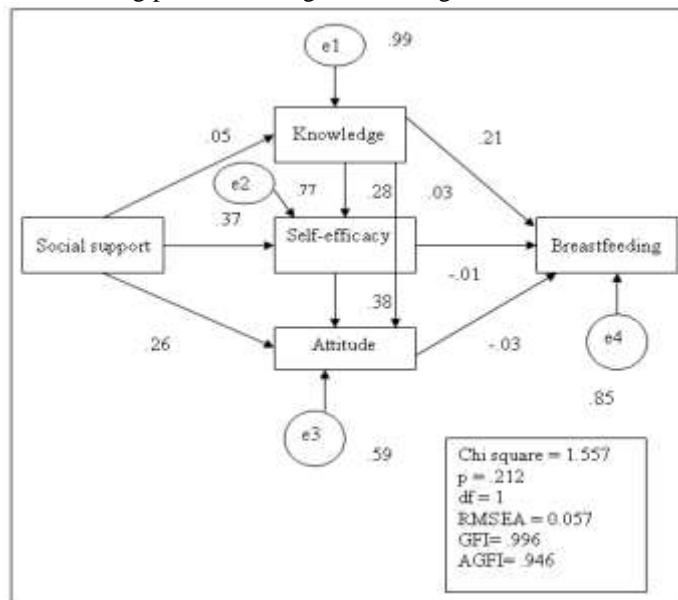 e1
.99
.05
Knowledge
.21
e2
.77
.28
.03
.37
Social support
Self-efficacy
Breastfeeding
-.01
.38
.26
Attitude
-.03
e4
.85
e3
.59
Chi square = 1.557
p = .212
df = 1
RMSEA = 0.057
GFI= .996
AGFI= .946